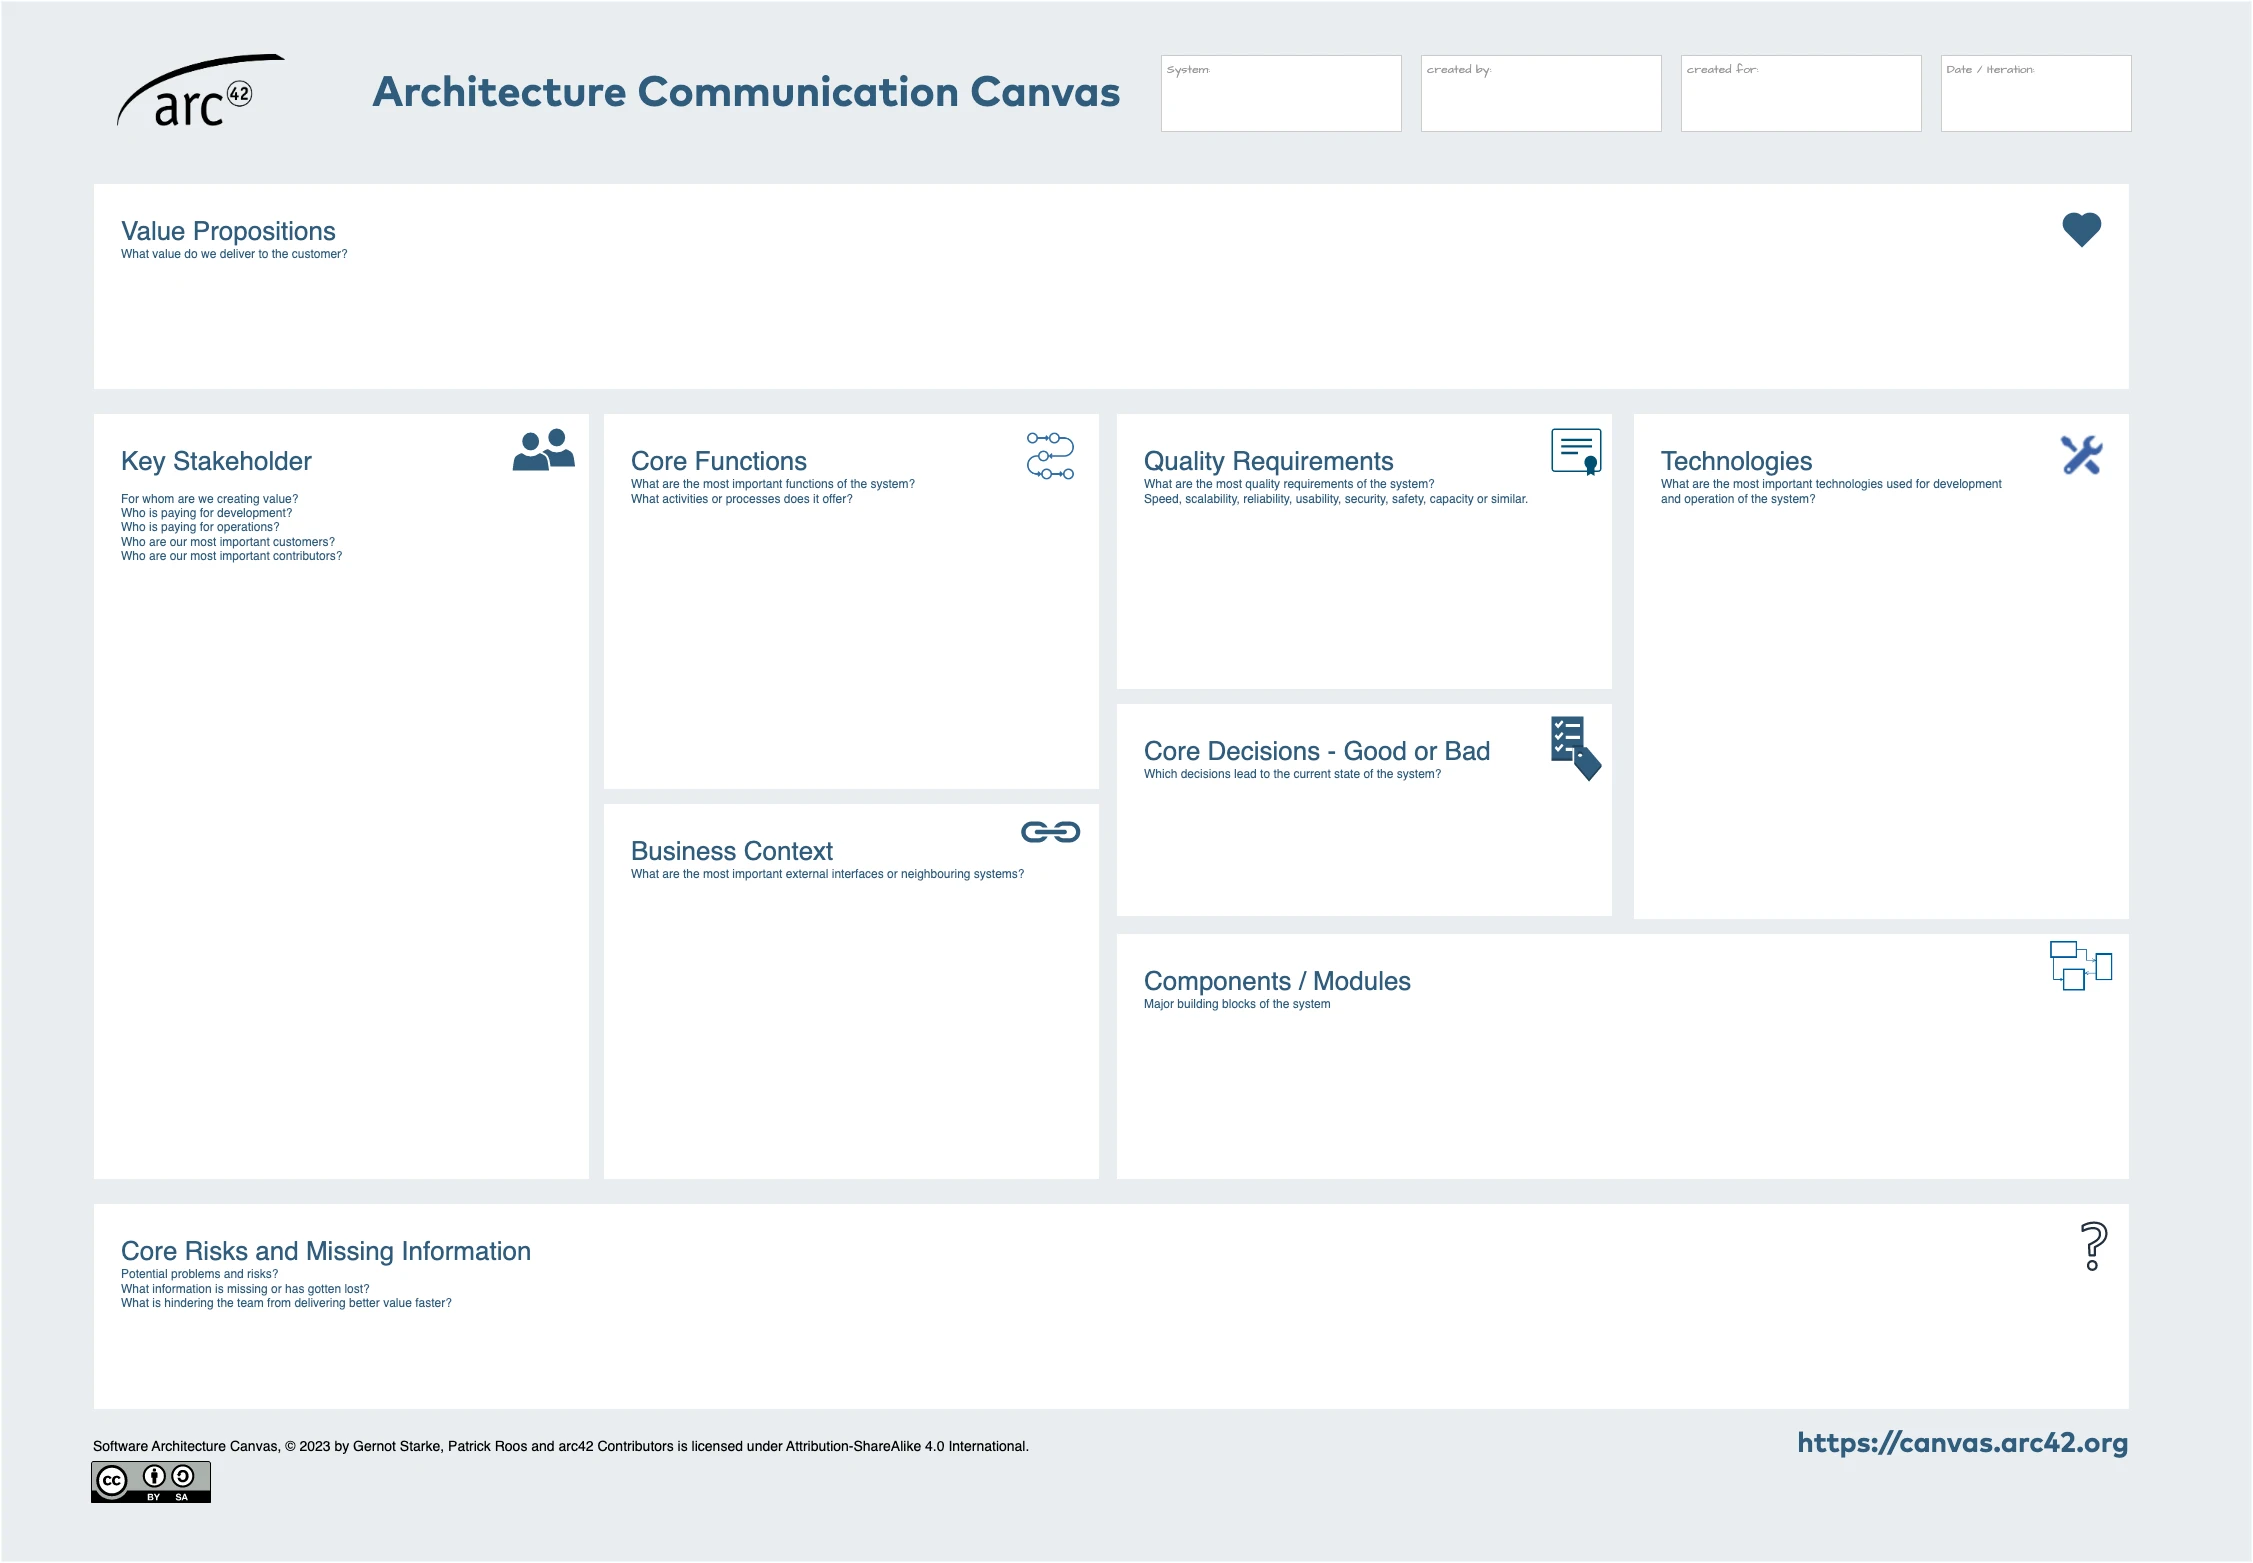 arc42
Architecture Communication Canvas
System:
created by:
created for:
Date / Iteration:
Value Propositions
What value do we deliver to the customer?
Key Stakeholder
For whom are we creating value?
Who is paying for development?
Who is paying for operations?
Who are our most important customers?
Who are our most important contributors?
Core Functions
What are the most important functions of the system?
What activities or processes does it offer?
Business Context
What are the most important external interfaces or neighbouring systems?
Quality Requirements
What are the most quality requirements of the system?
Speed, scalability, reliability, usability, security, safety, capacity or similar.
Core Decisions - Good or Bad
Which decisions lead to the current state of the system?
Technologies
What are the most important technologies used for development
and operation of the system?
Components / Modules
Major building blocks of the system
Core Risks and Missing Information
Potential problems and risks?
What information is missing or has gotten lost?
What is hindering the team from delivering better value faster?
?
Software Architecture Canvas, © 2023 by Gernot Starke, Patrick Roos and arc42 Contributors is licensed under Attribution-ShareAlike 4.0 International.
https://canvas.arc42.org
cc
BY SA